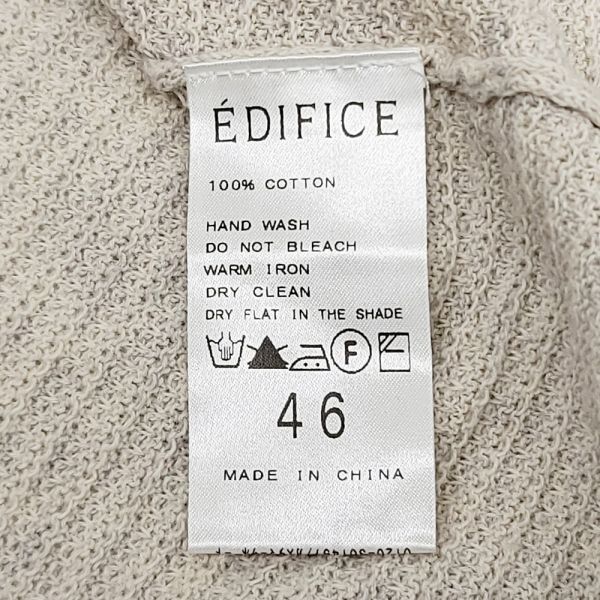 ÉDIFICE
100% COTTON
HAND WASH
DO NOT BLEACH
WARM IRON
DRY CLEAN
DRY FLAT IN THE SHADE
F
46
MADE IN CHINA